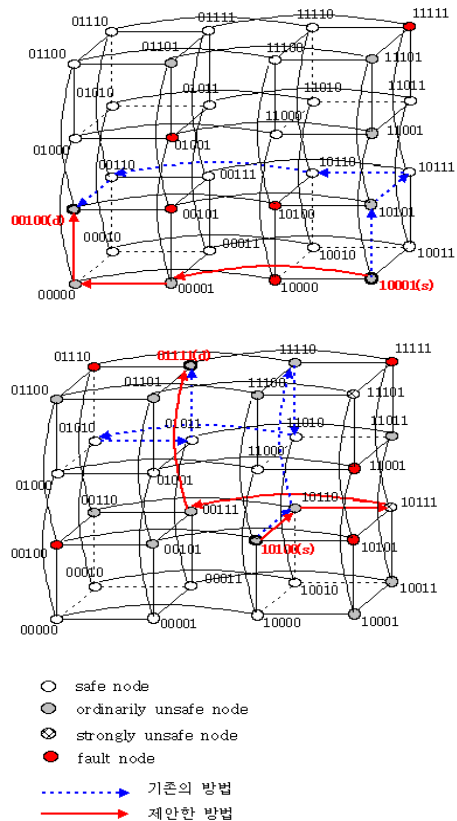 11111
01110 01111 11110
01100 01101 11100 11101
01010 01011 11010 11011
01000 01001 11000 11001
00110 00111 10110 10111
00100(d) 00101 10100 10101
00010 00011 10010 10011
00000 00001 10000 10001(s)
01110 01111(d) 11110 11111
01100 01101 11100 11101
01010 01011 11010 11011
01000 01001 11000 11001
00110 00111 10110 10111
00100 00101 10100(s) 10101
00010 00011 10010 10011
00000 00001 10000 10001
safe node
ordinarily unsafe node
strongly unsafe node
fault node
기존의 방법
제안한 방법